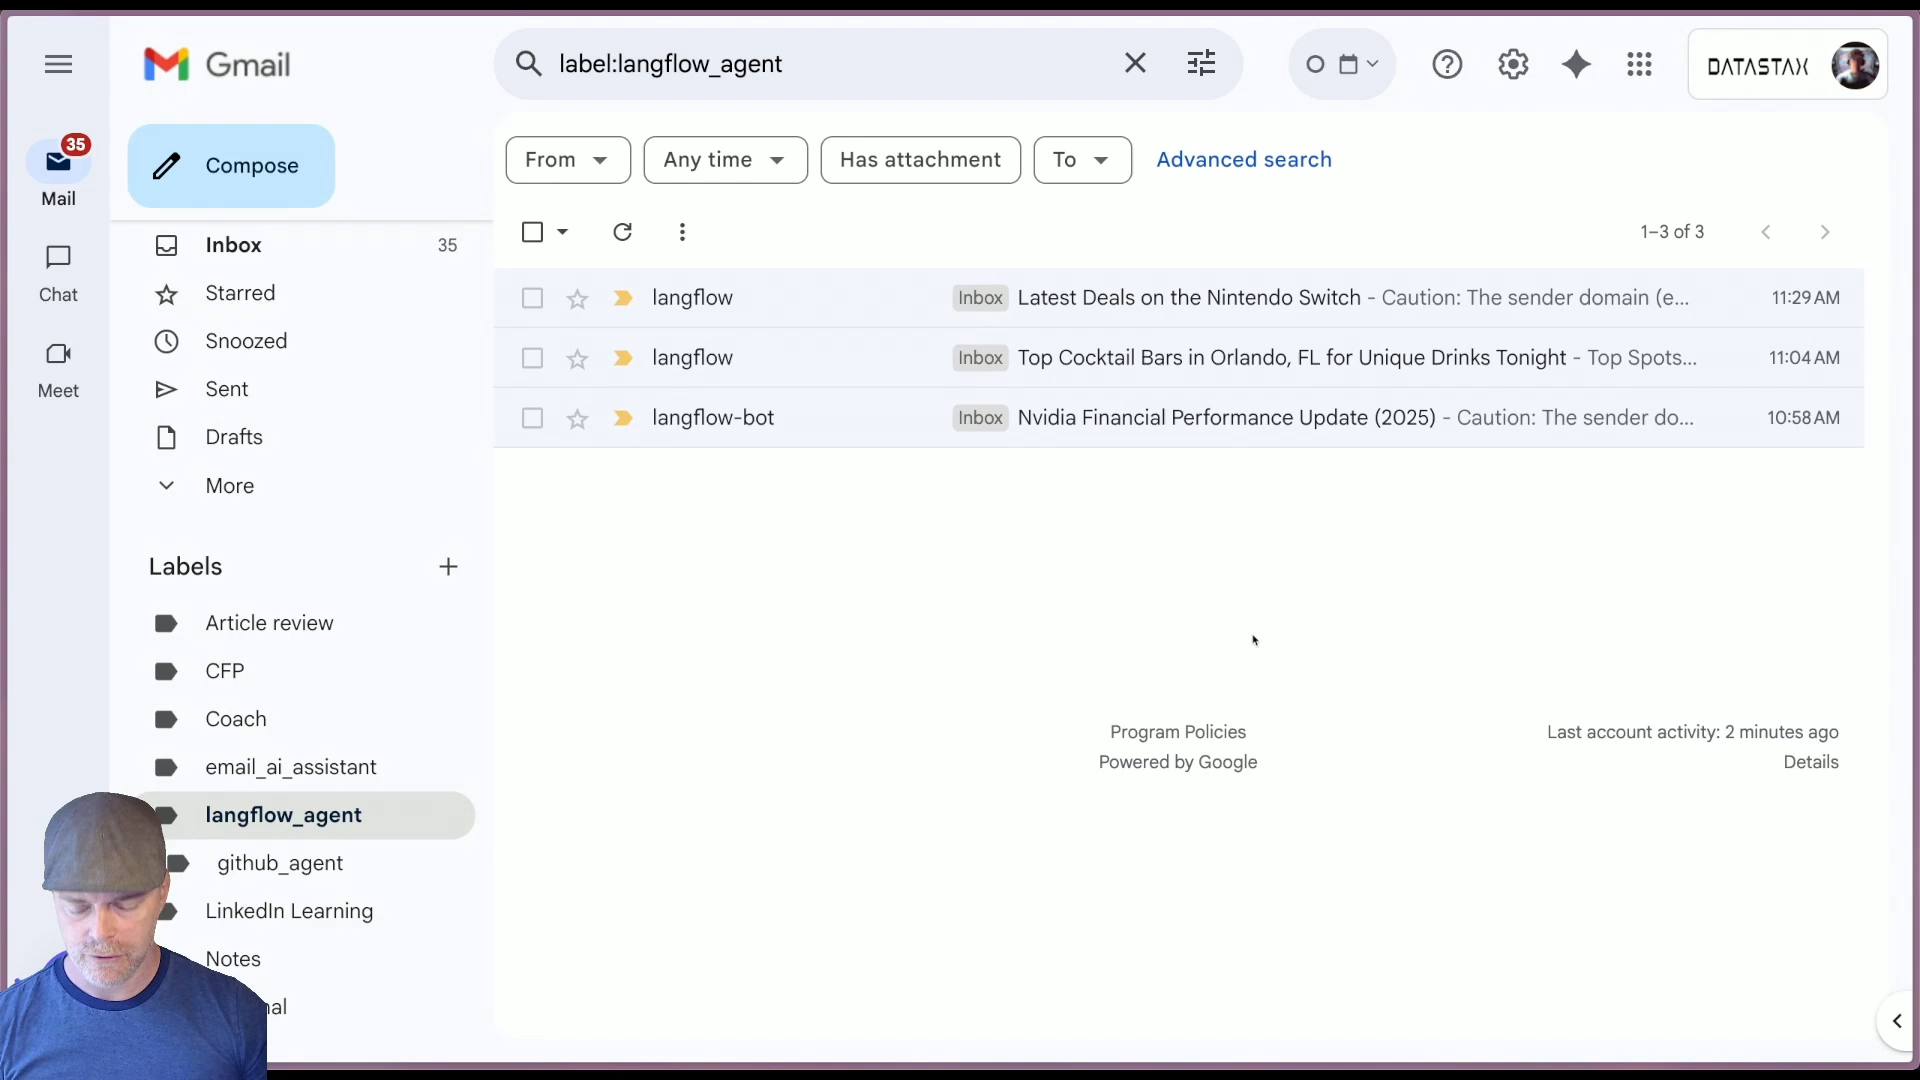 Gmail
label:langflow_agent
DATASTAX
35
Mail
Chat
Meet
Compose
Inbox 35
Starred
Snoozed
Sent
Drafts
More
Labels
Article review
CFP
Coach
email_ai_assistant
langflow_agent
github_agent
LinkedIn Learning
Notes
From
Any time
Has attachment
To
Advanced search
1–3 of 3
langflow Inbox Latest Deals on the Nintendo Switch - Caution: The sender domain (e... 11:29 AM
langflow Inbox Top Cocktail Bars in Orlando, FL for Unique Drinks Tonight - Top Spots... 11:04 AM
langflow-bot Inbox Nvidia Financial Performance Update (2025) - Caution: The sender do... 10:58 AM
Program Policies
Powered by Google
Last account activity: 2 minutes ago
Details